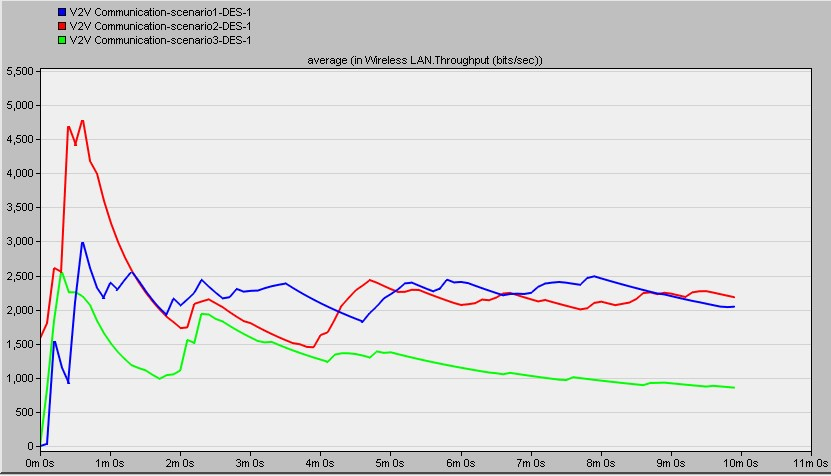 V2V Communication-scenario1-DES-1
V2V Communication-scenario2-DES-1
V2V Communication-scenario3-DES-1
average (in Wireless LAN.Throughput (bits/sec))
5,500
5,000
4,500
4,000
3,500
3,000
2,500
2,000
1,500
1,000
500
0
0m 0s 1m 0s 2m 0s 3m 0s 4m 0s 5m 0s 6m 0s 7m 0s 8m 0s 9m 0s 10m 0s 11m 0s